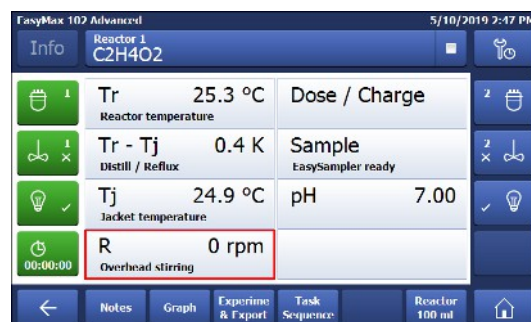 EasyMax 102 Advanced
5/10/2019 2:47 PM
Info
Reactor 1
C2H4O2
1
Tr 25.3 °C
Reactor temperature
Dose / Charge
2
1
Tr - Tj 0.4 K
Distill / Reflux
Sample
EasySampler ready
2
Tj 24.9 °C
Jacket temperature
pH 7.00
00:00:00
R 0 rpm
Overhead stirring
Notes
Graph
Experime
& Export
Task
Sequence
Reactor
100 ml